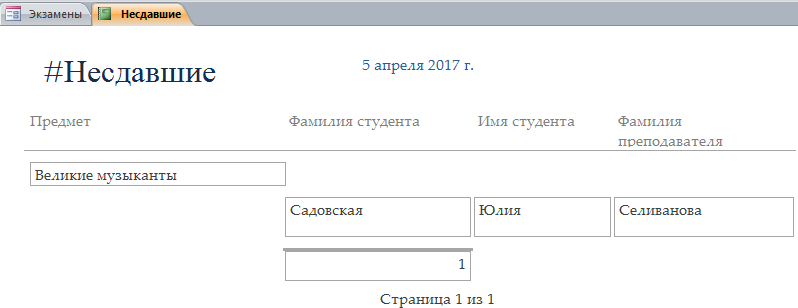 Экзамены
Несдавшие
#Несдавшие
5 апреля 2017 г.
Предмет
Фамилия студента
Имя студента
Фамилия
преподавателя
Великие музыканты
Садовская
Юлия
Селиванова
1
Страница 1 из 1